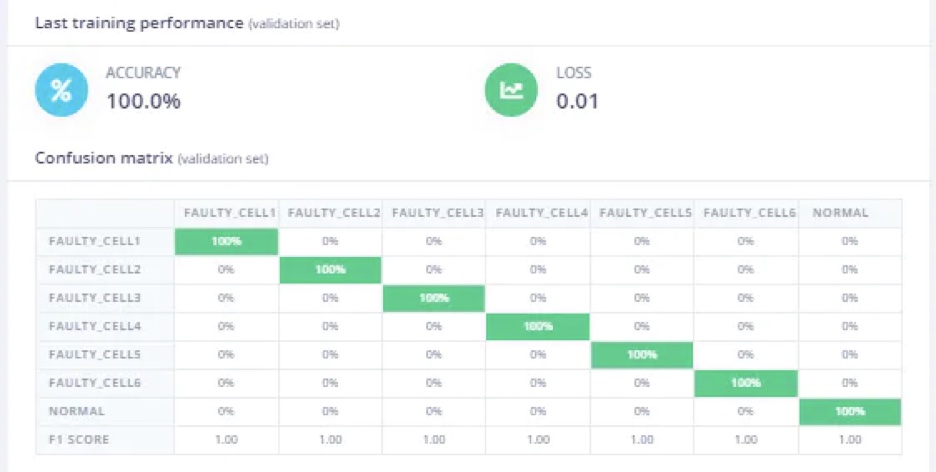 Last training performance (validation set)
ACCURACY
100.0%
LOSS
0.01
Confusion matrix (validation set)
FAULTY_CELL1 FAULTY_CELL2 FAULTY_CELL3 FAULTY_CELL4 FAULTY_CELL5 FAULTY_CELL6 NORMAL
FAULTY_CELL1 100% 0% 0% 0% 0% 0% 0%
FAULTY_CELL2 0% 100% 0% 0% 0% 0% 0%
FAULTY_CELL3 0% 0% 100% 0% 0% 0% 0%
FAULTY_CELL4 0% 0% 0% 100% 0% 0% 0%
FAULTY_CELL5 0% 0% 0% 0% 100% 0% 0%
FAULTY_CELL6 0% 0% 0% 0% 0% 100% 0%
NORMAL 0% 0% 0% 0% 0% 0% 100%
F1 SCORE 1.00 1.00 1.00 1.00 1.00 1.00 1.00